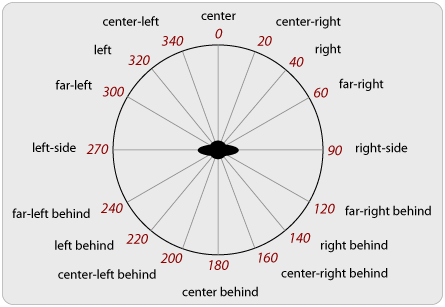 center
center-left
center-right
0
340
20
left
right
320
40
far-left
far-right
300
60
left-side
270
90
right-side
240
120
far-left behind
far-right behind
220
140
left behind
right behind
200
160
center-left behind
180
center-right behind
center behind